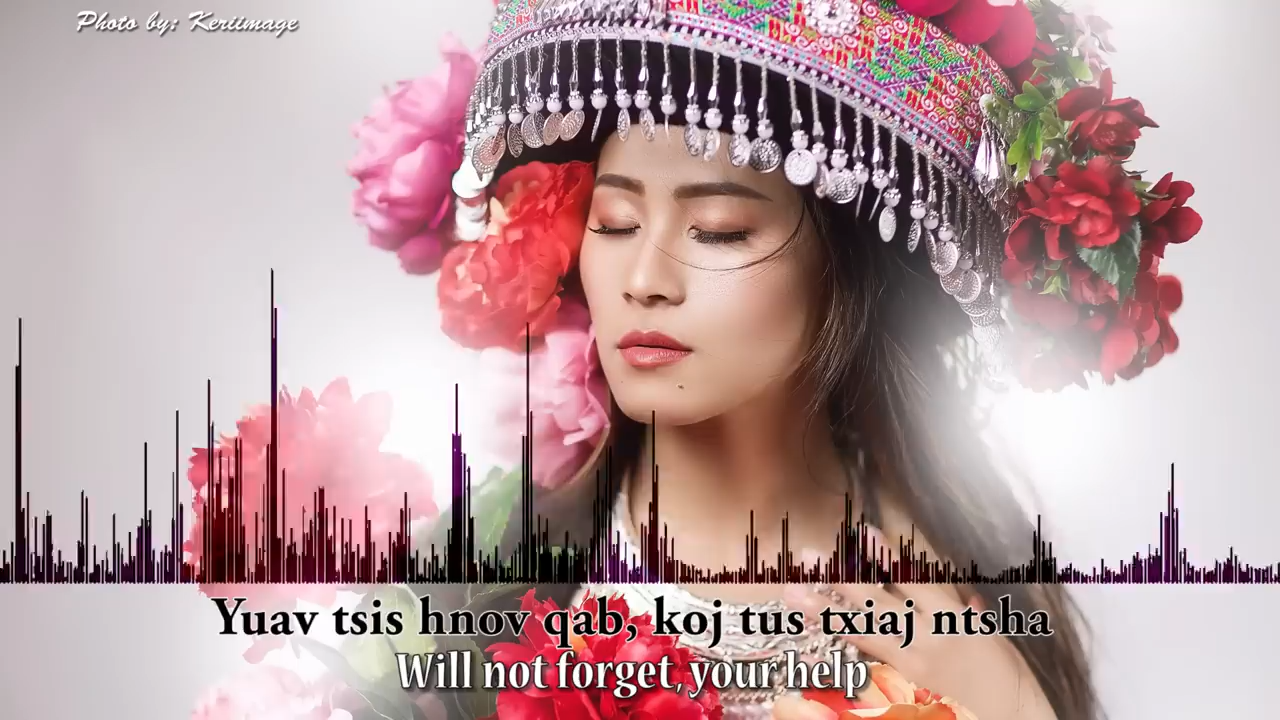 Photo by: Keriimage
Yuav tsis hnov qab, koj tus txiaj ntsha
Will not forget, your help